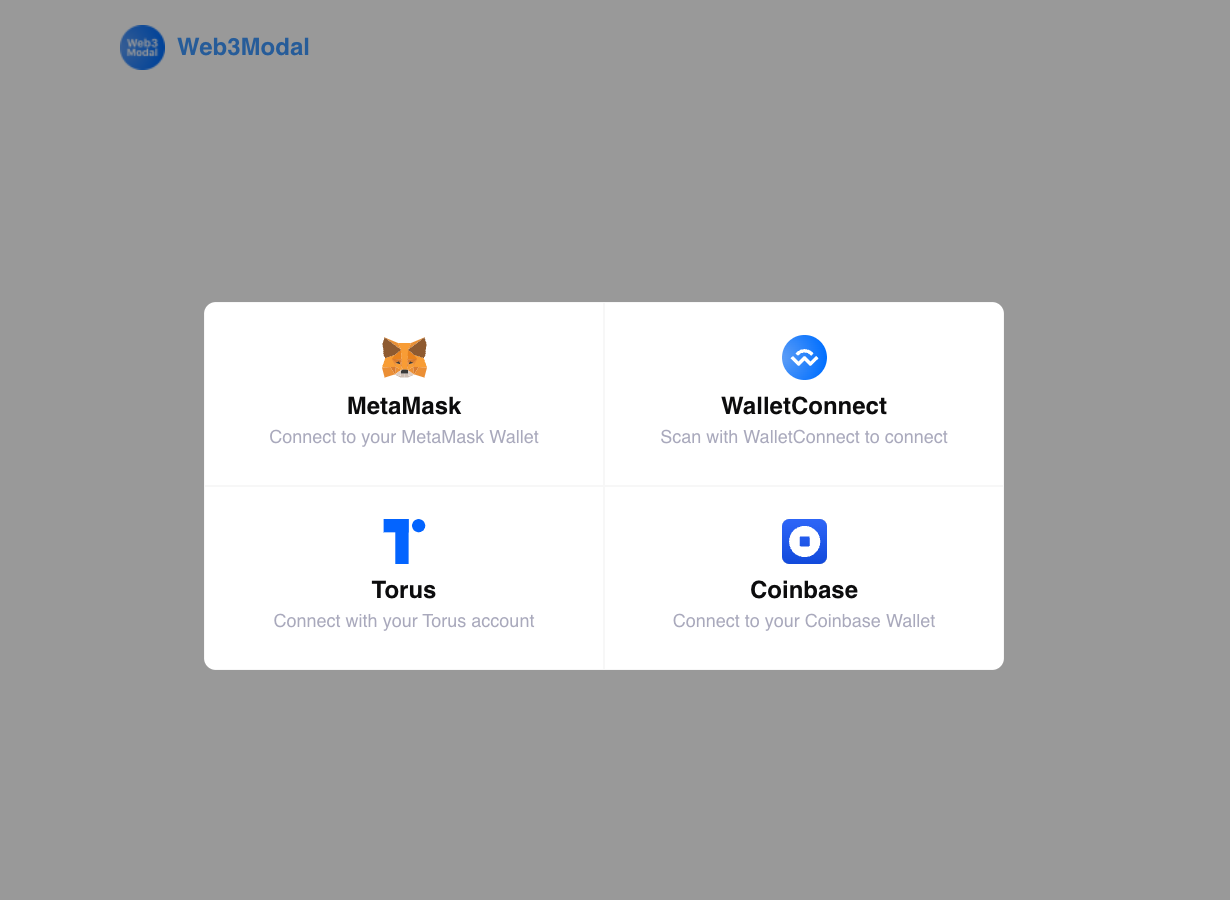 Web3
Modal
Web3Modal
MetaMask
Connect to your MetaMask Wallet
WalletConnect
Scan with WalletConnect to connect
Torus
Connect with your Torus account
Coinbase
Connect to your Coinbase Wallet